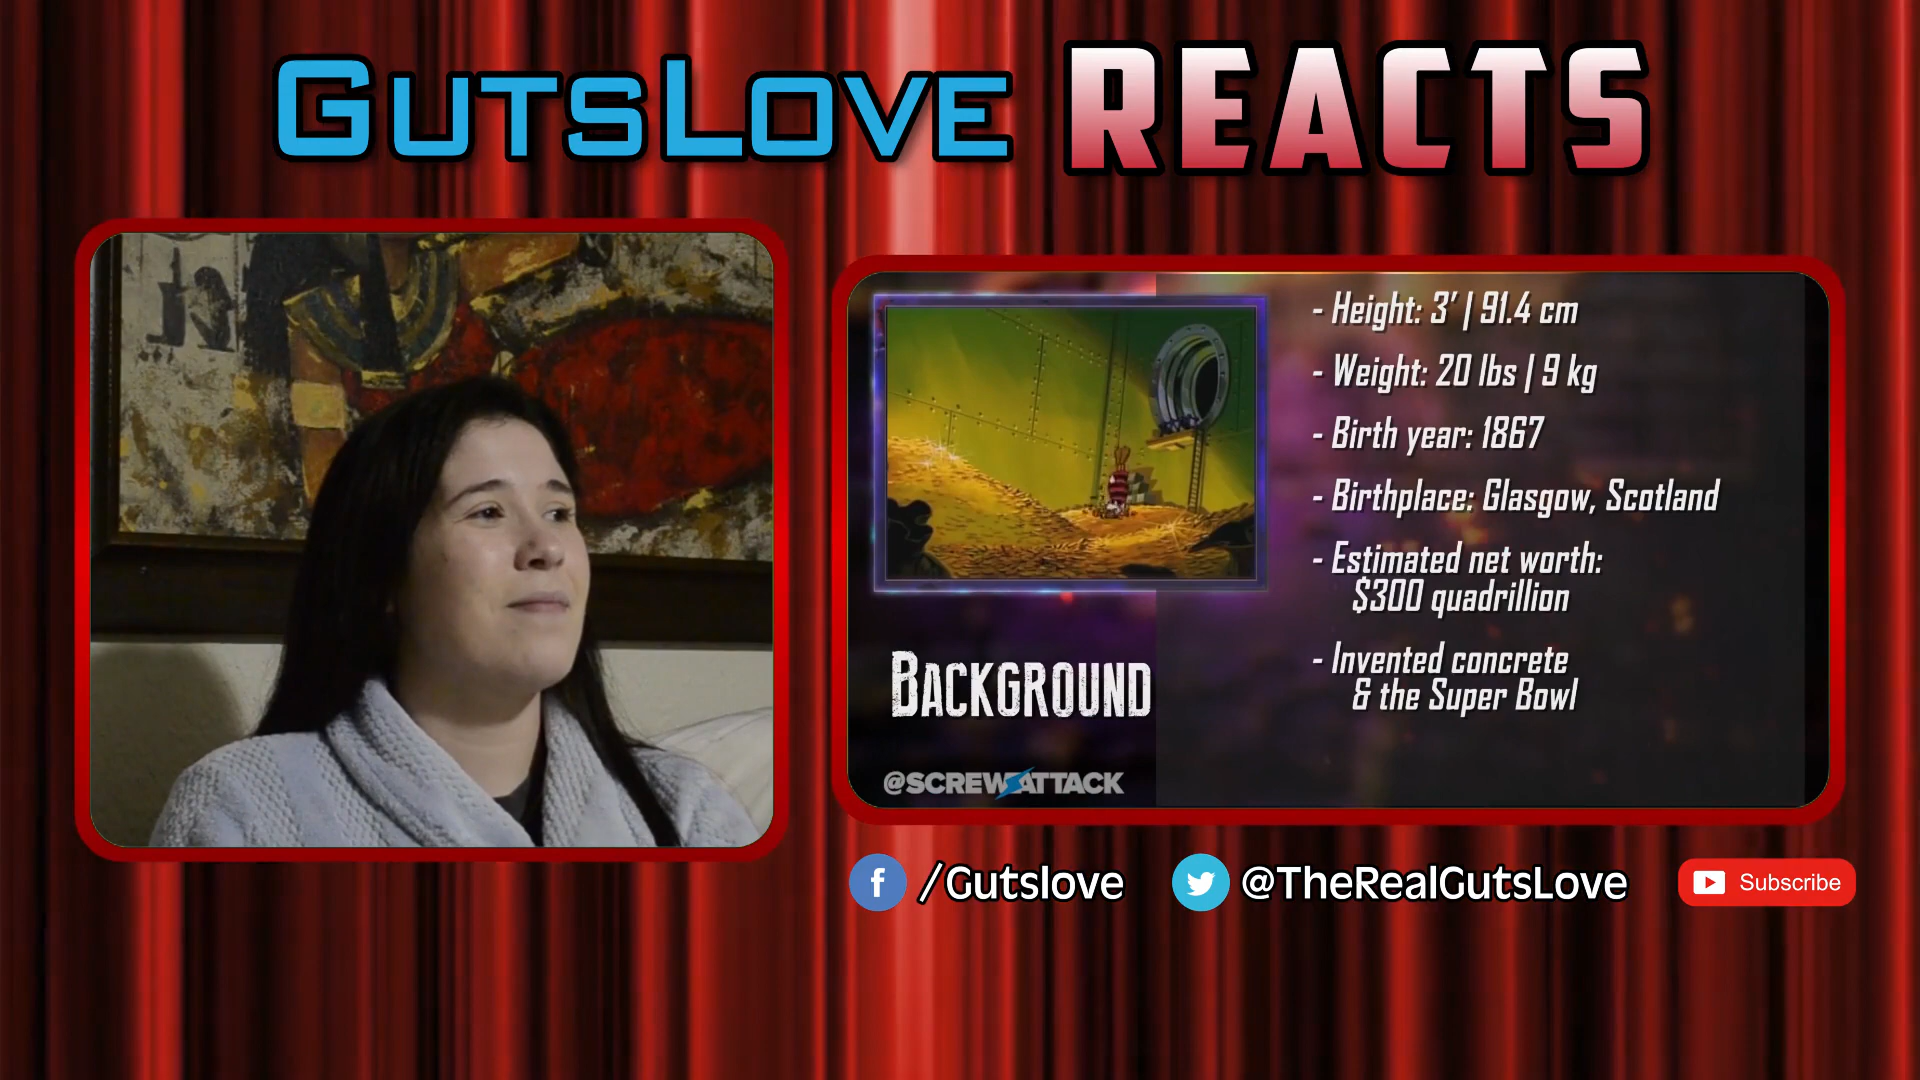 GUTSLOVE REACTS
- Height: 3' | 91.4 cm
- Weight: 20 lbs | 9 kg
- Birth year: 1867
- Birthplace: Glasgow, Scotland
- Estimated net worth:
$300 quadrillion
- Invented concrete
& the Super Bowl
BACKGROUND
@SCREWATTACK
f /Gutslove @TheRealGutsLove Subscribe